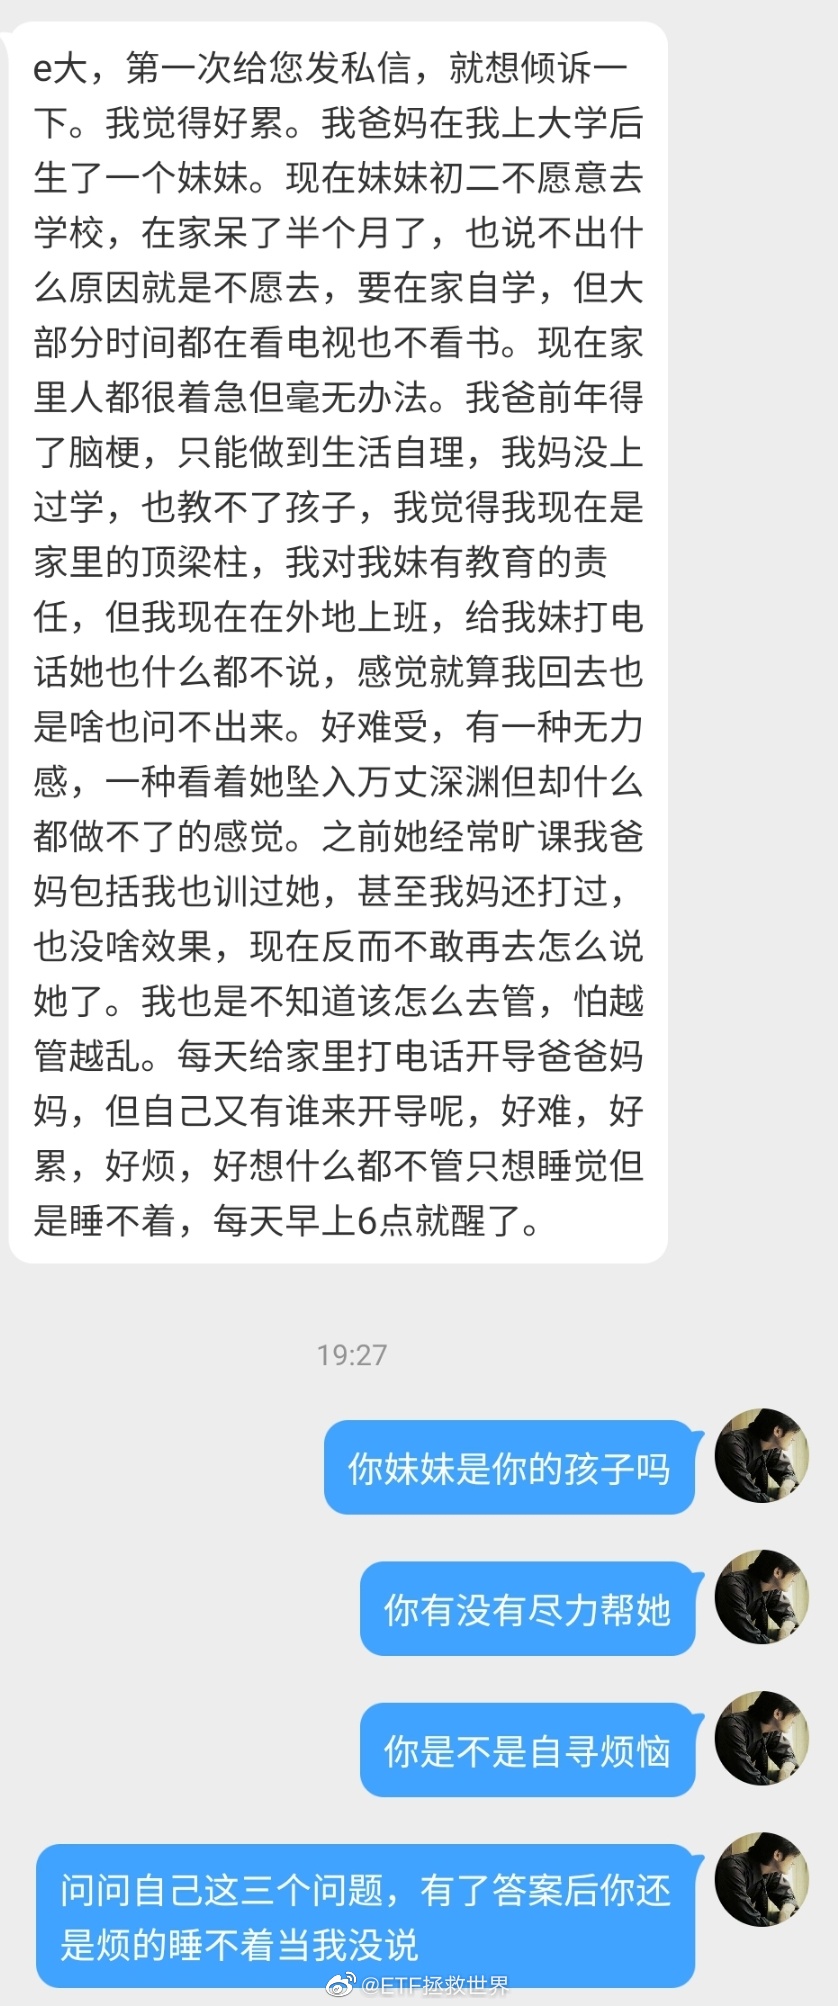 e大，第一次给您发私信，就想倾诉一
下。我觉得好累。我爸妈在我上大学后
生了一个妹妹。现在妹妹初二不愿意去
学校，在家呆了半个月了，也说不出什
么原因就是不愿去，要在家自学，但大
部分时间都在看电视也不看书。现在家
里人都很着急但毫无办法。我爸前年得
了脑梗，只能做到生活自理，我妈没上
过学，也教不了孩子，我觉得我现在是
家里的顶梁柱，我对我妹有教育的责
任，但我现在在外地上班，给我妹打电
话她也什么都不说，感觉就算我回去也
是啥也问不出来。好难受，有一种无力
感，一种看着她坠入万丈深渊但却什么
都做不了的感觉。之前她经常旷课我爸
妈包括我也训过她，甚至我妈还打过，
也没啥效果，现在反而不敢再去怎么说
她了。我也是不知道该怎么去管，怕越
管越乱。每天给家里打电话开导爸爸妈
妈，但自己又有谁来开导呢，好难，好
累，好烦，好想什么都不管只想睡觉但
是睡不着，每天早上6点就醒了。
19:27
你妹妹是你的孩子吗
你有没有尽力帮她
你是不是自寻烦恼
问问自己这三个问题，有了答案后你还
是烦的睡不着当我没说
@ETF拯救世界